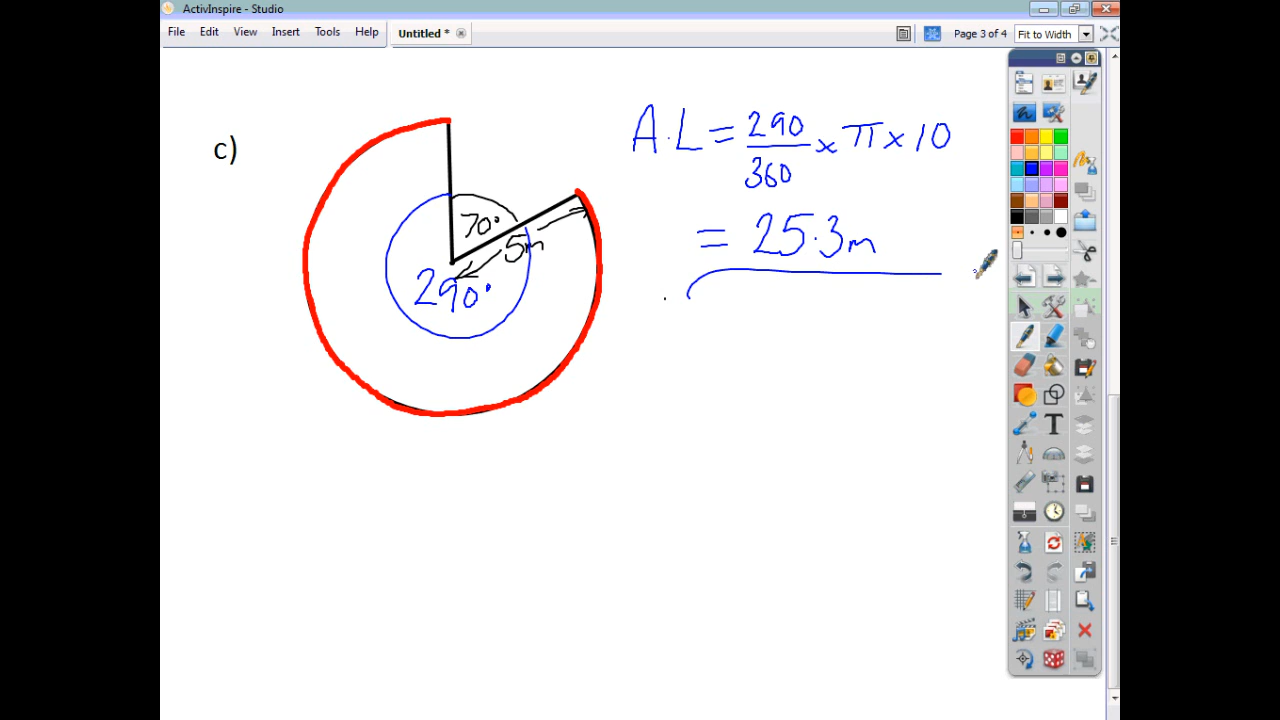 ActivInspire - Studio
File Edit View Insert Tools Help Untitled * Page 3 of 4 Fit to Width
c)
70°
5m
290°
A.L = 290/360 × π × 10
= 25.3m